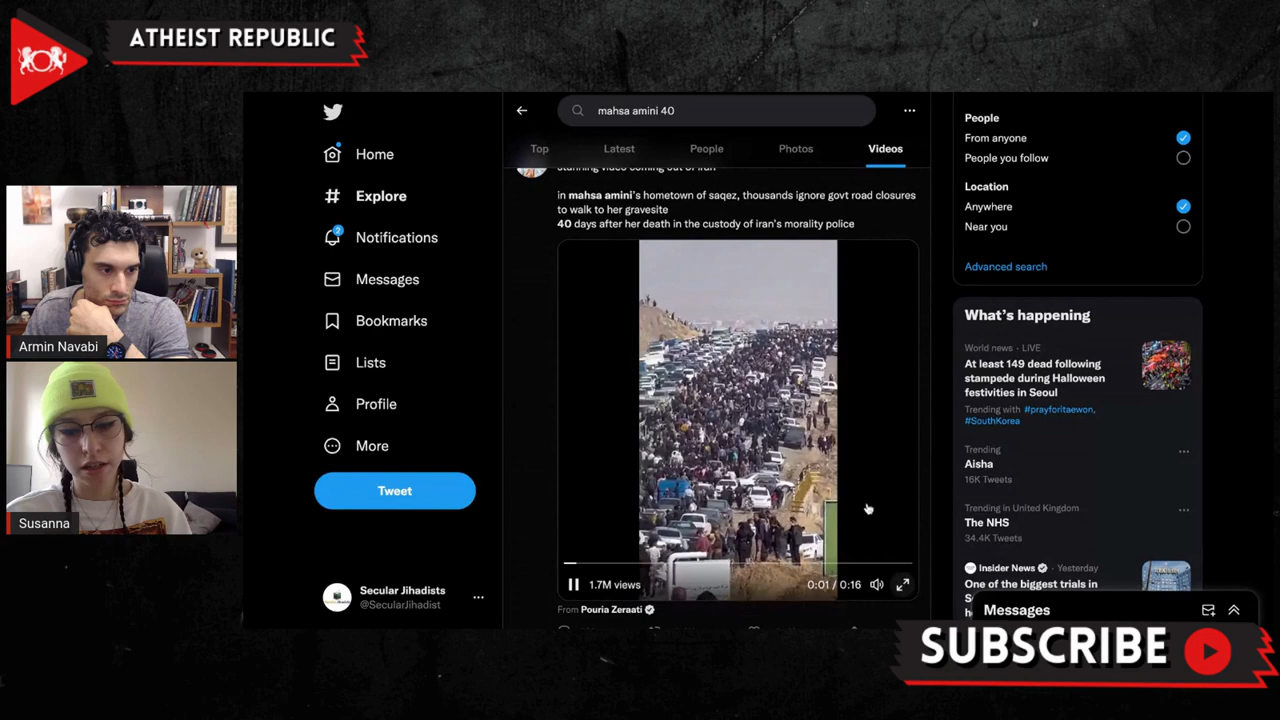 ATHEIST REPUBLIC
Armin Navabi
Susanna
Home
Explore
2
Notifications
Messages
Bookmarks
Lists
Profile
More
Tweet
Secular Jihadists
@SecularJihadist
mahsa amini 40
Top
Latest
People
Photos
Videos
in mahsa amini's hometown of saqez, thousands ignore govt road closures
to walk to her gravesite
40 days after her death in the custody of iran's morality police
1.7M views
0:01 / 0:16
From Pouria Zeraati
People
From anyone
People you follow
Location
Anywhere
Near you
Advanced search
What's happening
World news · LIVE
At least 149 dead following
stampede during Halloween
festivities in Seoul
Trending with #prayforitaewon,
#SouthKorea
Trending
Aisha
16K Tweets
Trending in United Kingdom
The NHS
34.4K Tweets
Insider News · Yesterday
One of the biggest trials in
Messages
SUBSCRIBE